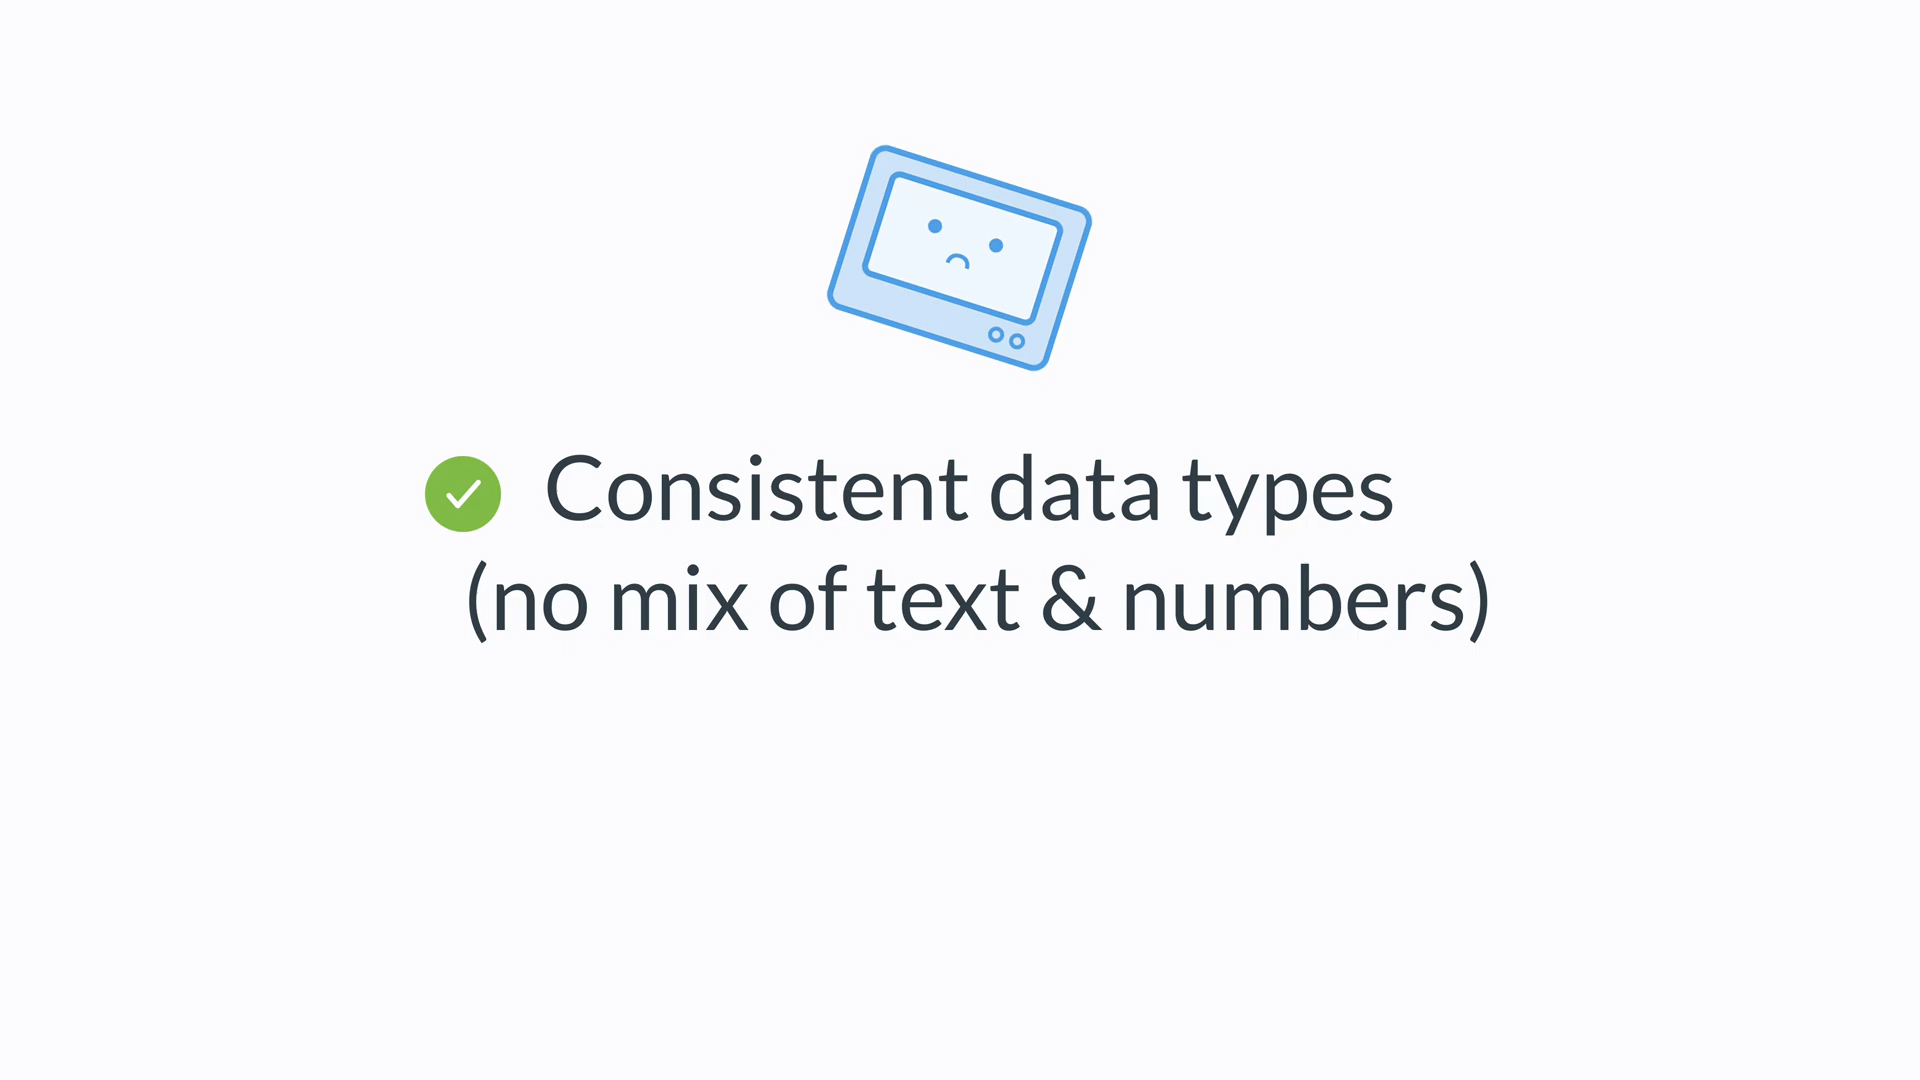 Consistent data types
(no mix of text & numbers)